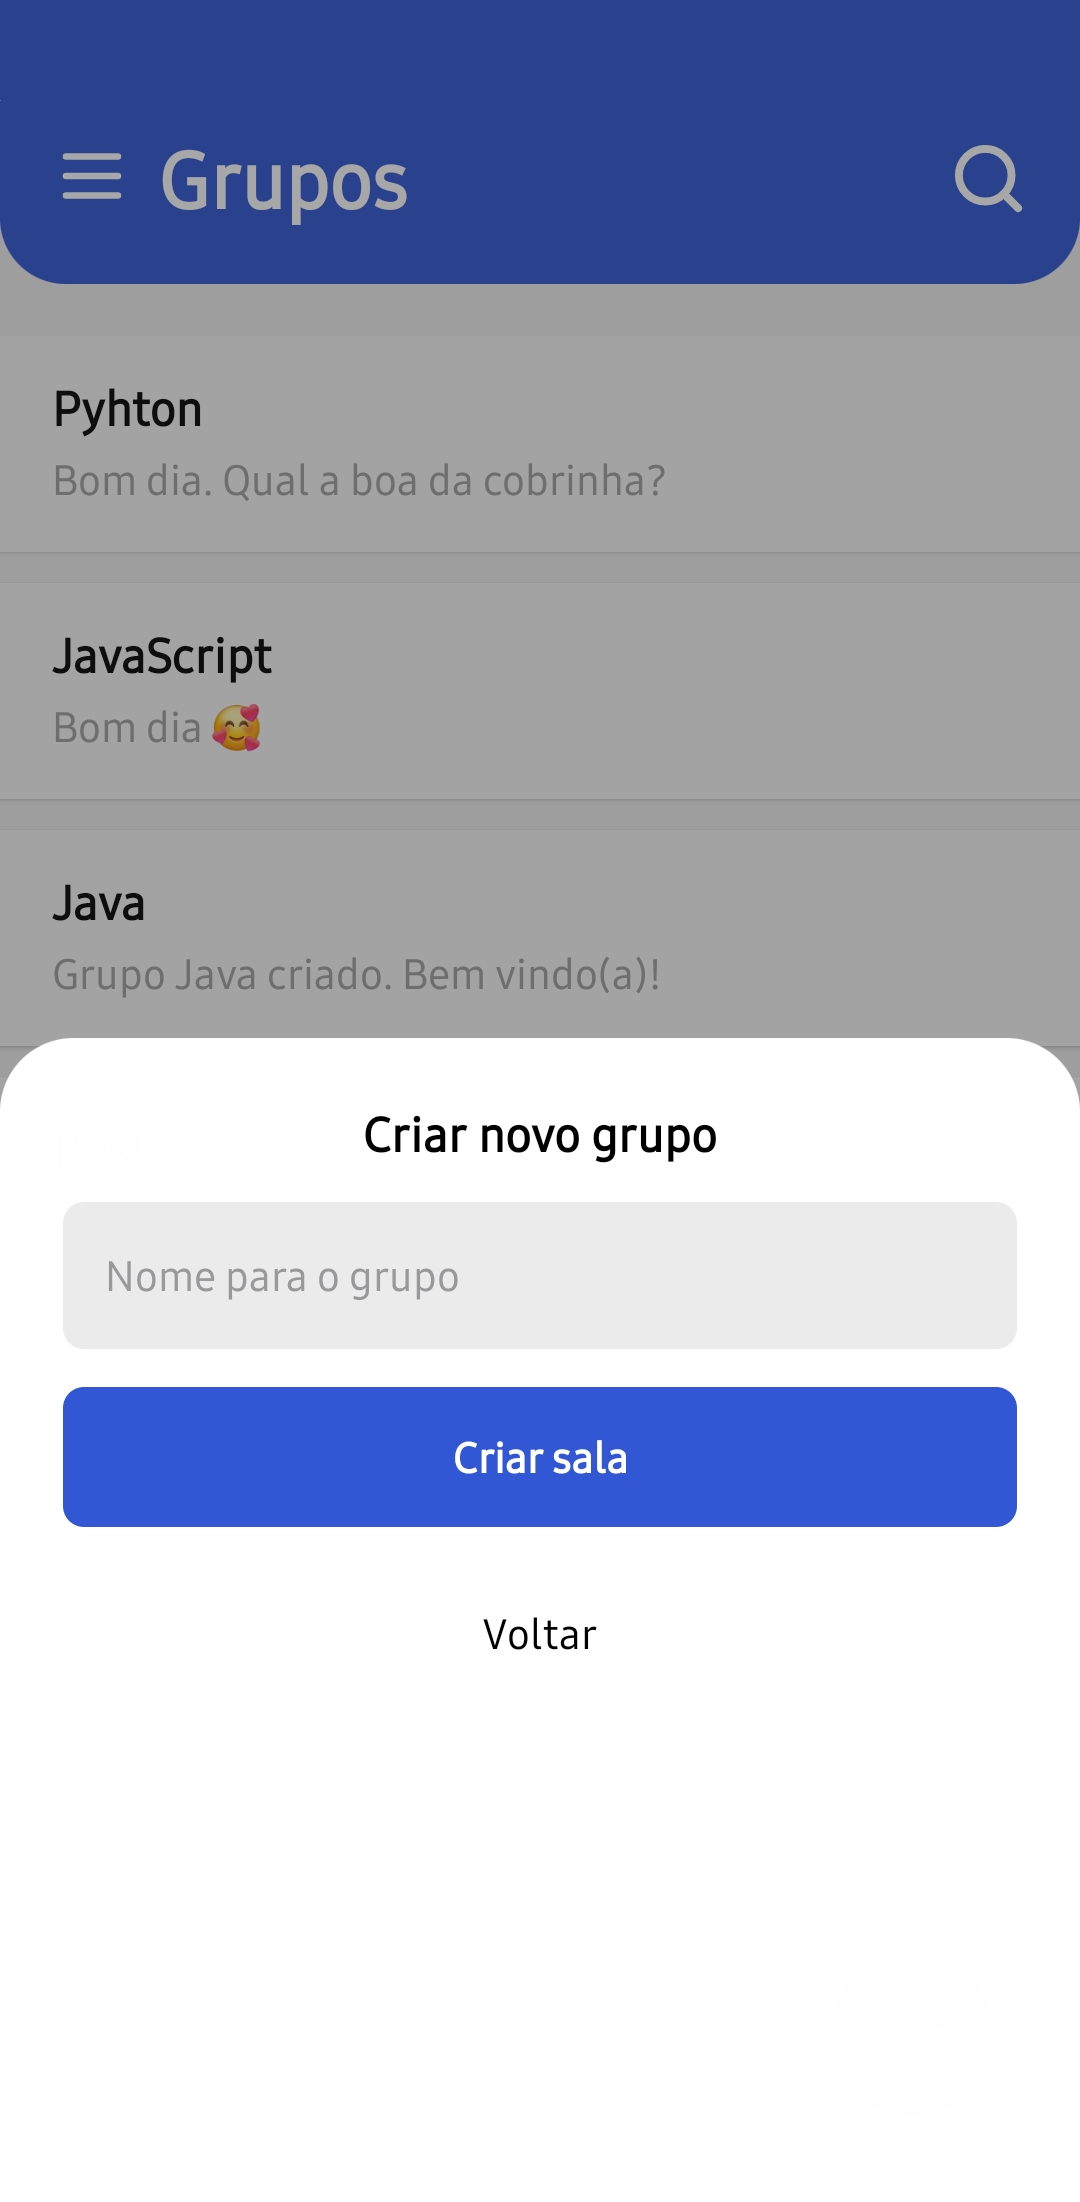 Grupos
Pyhton
Bom dia. Qual a boa da cobrinha?
JavaScript
Bom dia 🥰
Java
Grupo Java criado. Bem vindo(a)!
Criar novo grupo
Nome para o grupo
Criar sala
Voltar